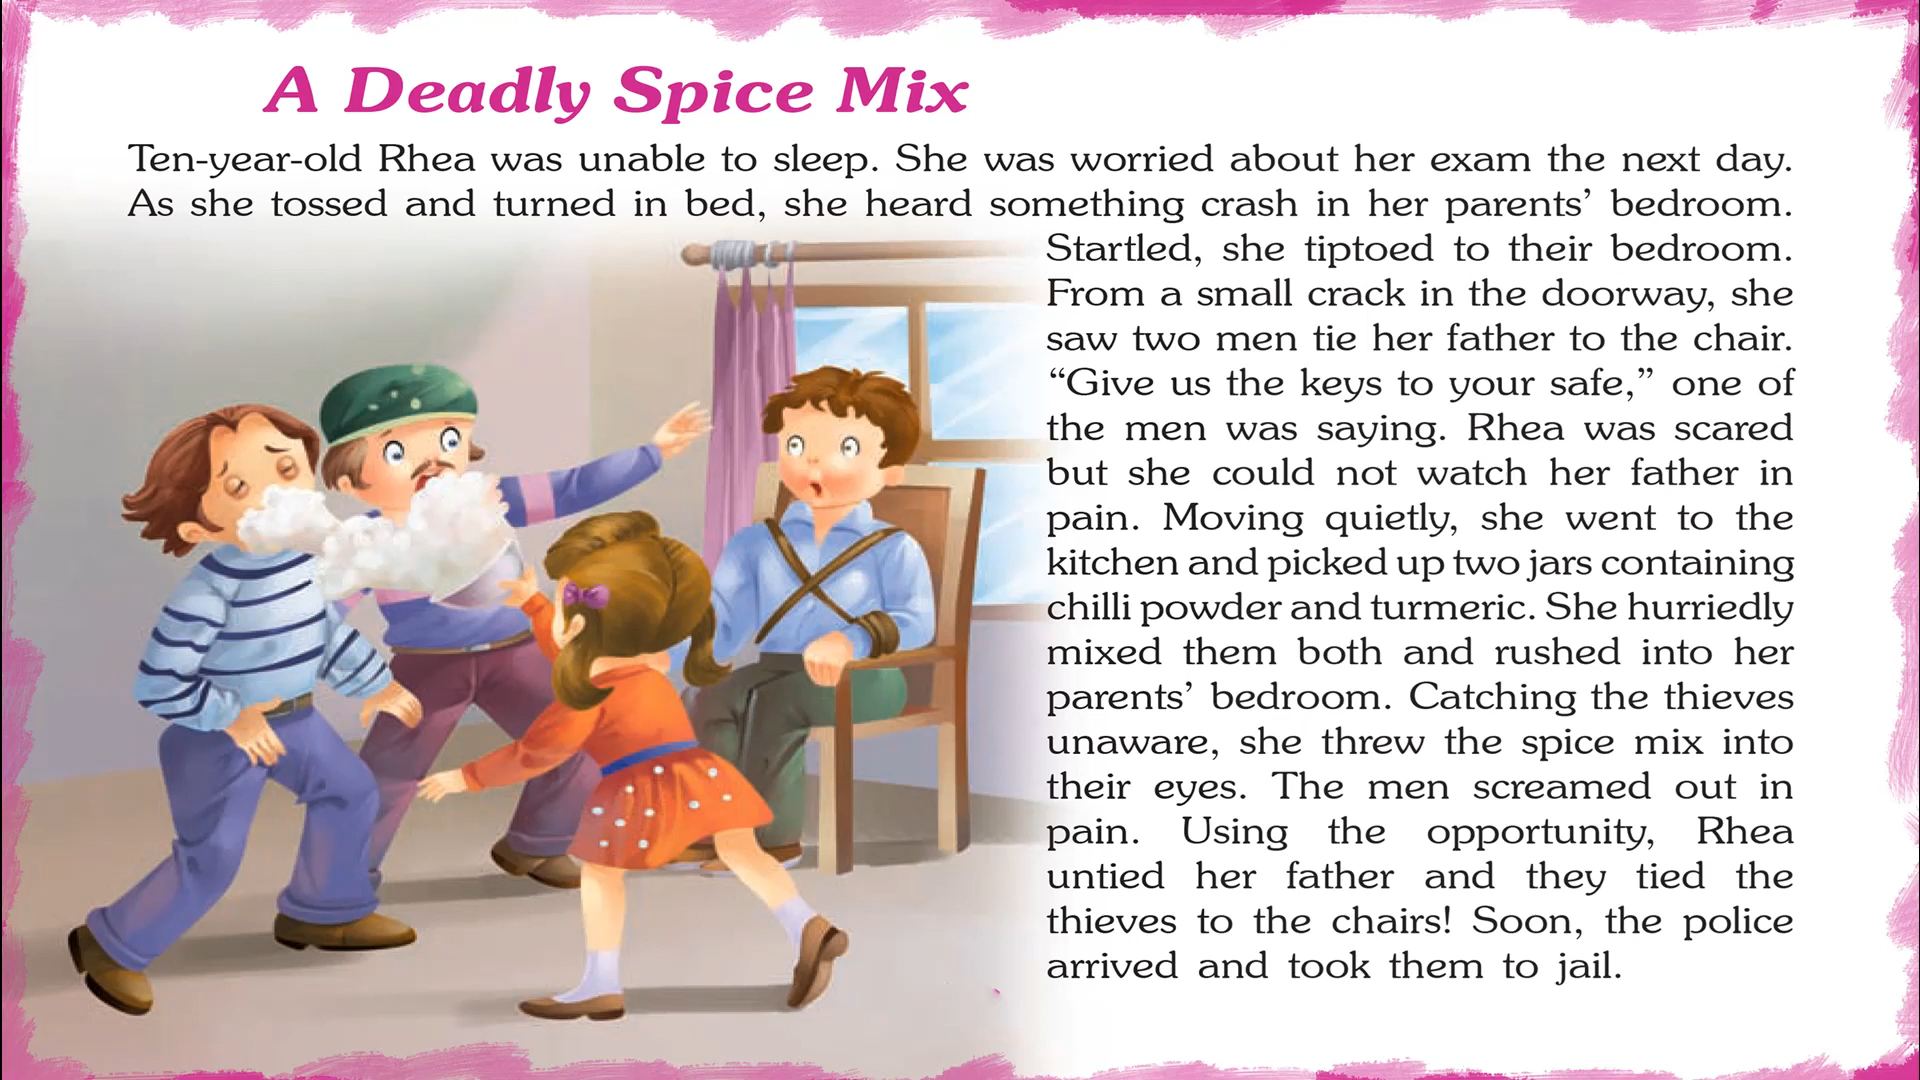 A Deadly Spice Mix
Ten-year-old Rhea was unable to sleep. She was worried about her exam the next day.
As she tossed and turned in bed, she heard something crash in her parents’ bedroom.
Startled, she tiptoed to their bedroom.
From a small crack in the doorway, she
saw two men tie her father to the chair.
“Give us the keys to your safe,” one of
the men was saying. Rhea was scared
but she could not watch her father in
pain. Moving quietly, she went to the
kitchen and picked up two jars containing
chilli powder and turmeric. She hurriedly
mixed them both and rushed into her
parents’ bedroom. Catching the thieves
unaware, she threw the spice mix into
their eyes. The men screamed out in
pain. Using the opportunity, Rhea
untied her father and they tied the
thieves to the chairs! Soon, the police
arrived and took them to jail.